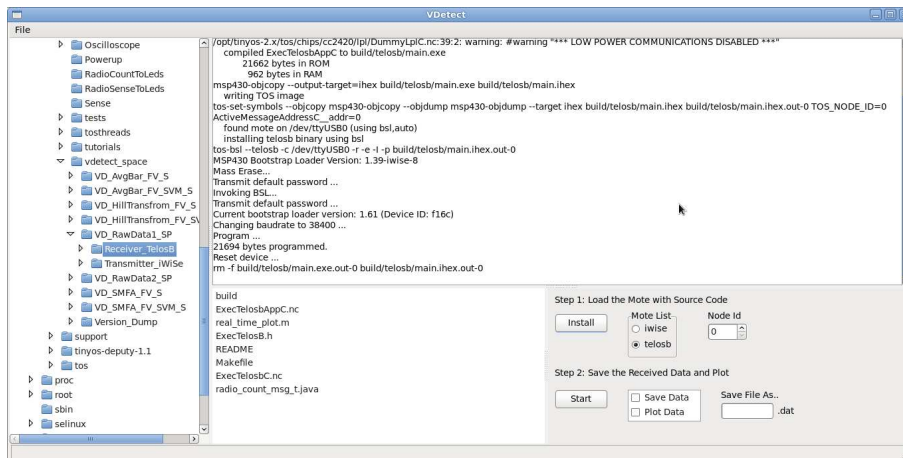 VDetect
File
Oscilloscope
Powerup
RadioCountToLeds
RadioSenseToLeds
Sense
tests
tosthreads
tutorials
vdetect_space
VD_AvgBar_FV_S
VD_AvgBar_FV_SVM_S
VD_HillTransfrom_FV_S
VD_HillTransfrom_FV_SV
VD_RawData1_SP
Receiver_TelosB
Transmitter_iWiSe
VD_RawData2_SP
VD_SMFA_FV_S
VD_SMFA_FV_SVM_S
Version_Dump
support
tinyos-deputy-1.1
tos
proc
root
sbin
selinux
/opt/tinyos-2.x/tos/chips/cc2420/lpl/DummyLplC.nc:39:2: warning: #warning "*** LOW POWER COMMUNICATIONS DISABLED ***"
compiled ExecTelosbAppC to build/telosb/main.exe
21662 bytes in ROM
962 bytes in RAM
msp430-objcopy --output-target=ihex build/telosb/main.exe build/telosb/main.ihex
writing TOS image
tos-set-symbols --objcopy msp430-objcopy --objdump msp430-objdump --target ihex build/telosb/main.ihex build/telosb/main.ihex.out-0 TOS_NODE_ID=0
ActiveMessageAddressC__addr=0
found mote on /dev/ttyUSB0 (using bsl,auto)
installing telosb binary using bsl
tos-bsl --telosb -c /dev/ttyUSB0 -r -e -I -p build/telosb/main.ihex.out-0
MSP430 Bootstrap Loader Version: 1.39-iwise-8
Mass Erase...
Transmit default password ...
Invoking BSL...
Transmit default password ...
Current bootstrap loader version: 1.61 (Device ID: f16c)
Changing baudrate to 38400 ...
Program ...
21694 bytes programmed.
Reset device ...
rm -f build/telosb/main.exe.out-0 build/telosb/main.ihex.out-0
build
ExecTelosbAppC.nc
real_time_plot.m
ExecTelosB.h
README
Makefile
ExecTelosbC.nc
radio_count_msg_t.java
Step 1: Load the Mote with Source Code
Install
Mote List
iwise
telosb
Node Id
0
Step 2: Save the Received Data and Plot
Start
Save Data
Plot Data
Save File As..
.dat